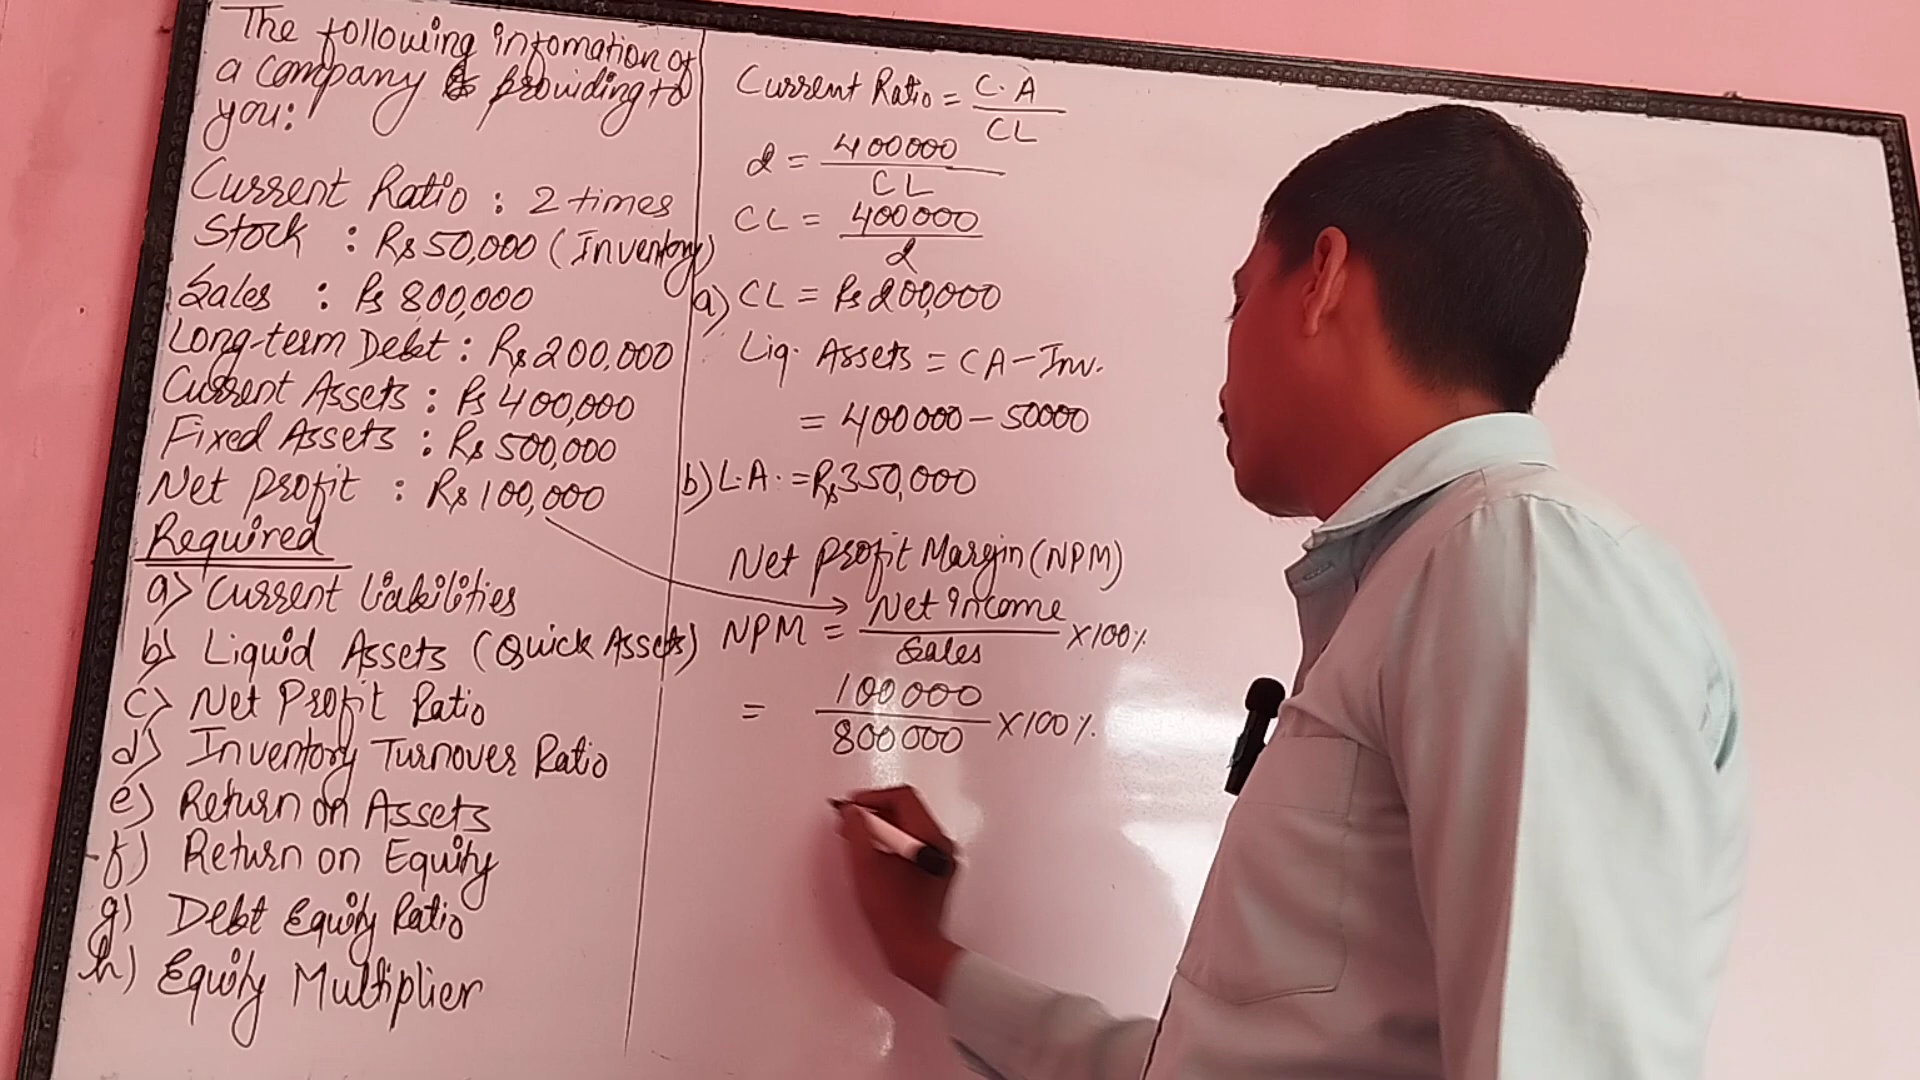 The following infomation of
a company is providing to
you:
Current Ratio : 2 times
Stock : Rs 50,000 (Inventory)
Sales : Rs 800,000
Long-term Debt : Rs 200,000
Current Assets : Rs 400,000
Fixed Assets : Rs 500,000
Net profit : Rs 100,000
Required
a) Current liabilities
b) Liquid Assets (Quick Assets)
c) Net Profit Ratio
d) Inventory Turnover Ratio
e) Return on Assets
f) Return on Equity
g) Debt Equity Ratio
h) Equity Multiplier
Current Ratio = C.A
CL
2 = 400000
CL
CL = 400000
2
a) CL = Rs 200,000
Liq. Assets = CA - Inv.
= 400000 - 50000
b) L.A. = Rs 350,000
Net profit Margin (NPM)
NPM = Net income
Sales
×100%
= 100000
800000
×100%